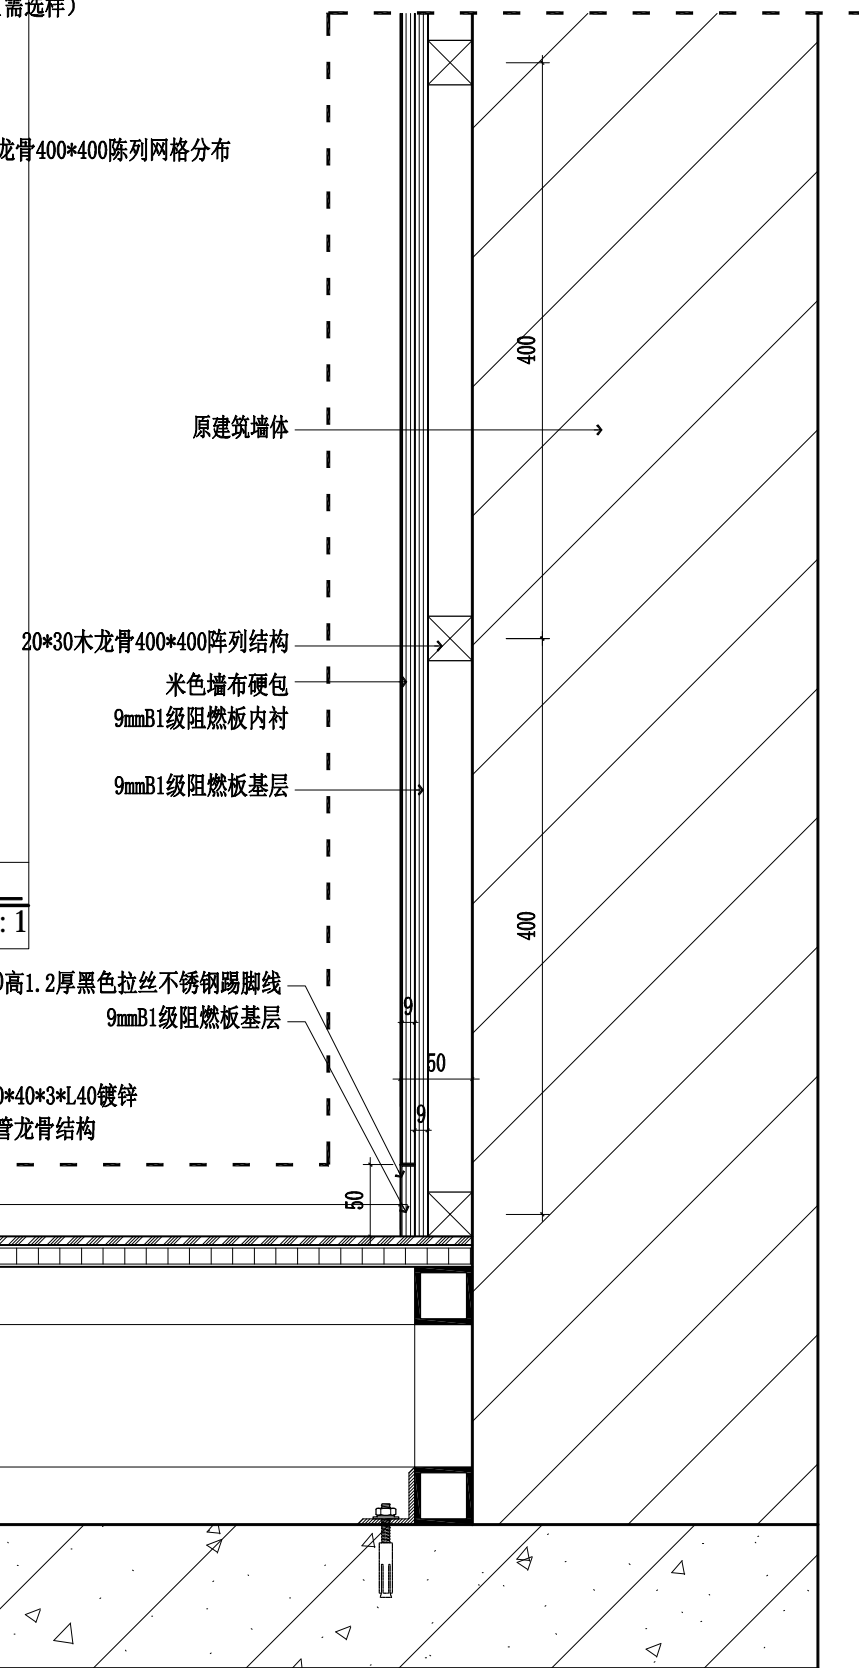 需选样）
龙骨400*400陈列网格分布
400
原建筑墙体
20*30木龙骨400*400阵列结构
米色墙布硬包
9mmB1级阻燃板内衬
9mmB1级阻燃板基层
: 1
400
高1.2厚黑色拉丝不锈钢踢脚线
9mmB1级阻燃板基层
9
50
9
0*40*3*L40镀锌
管龙骨结构
50